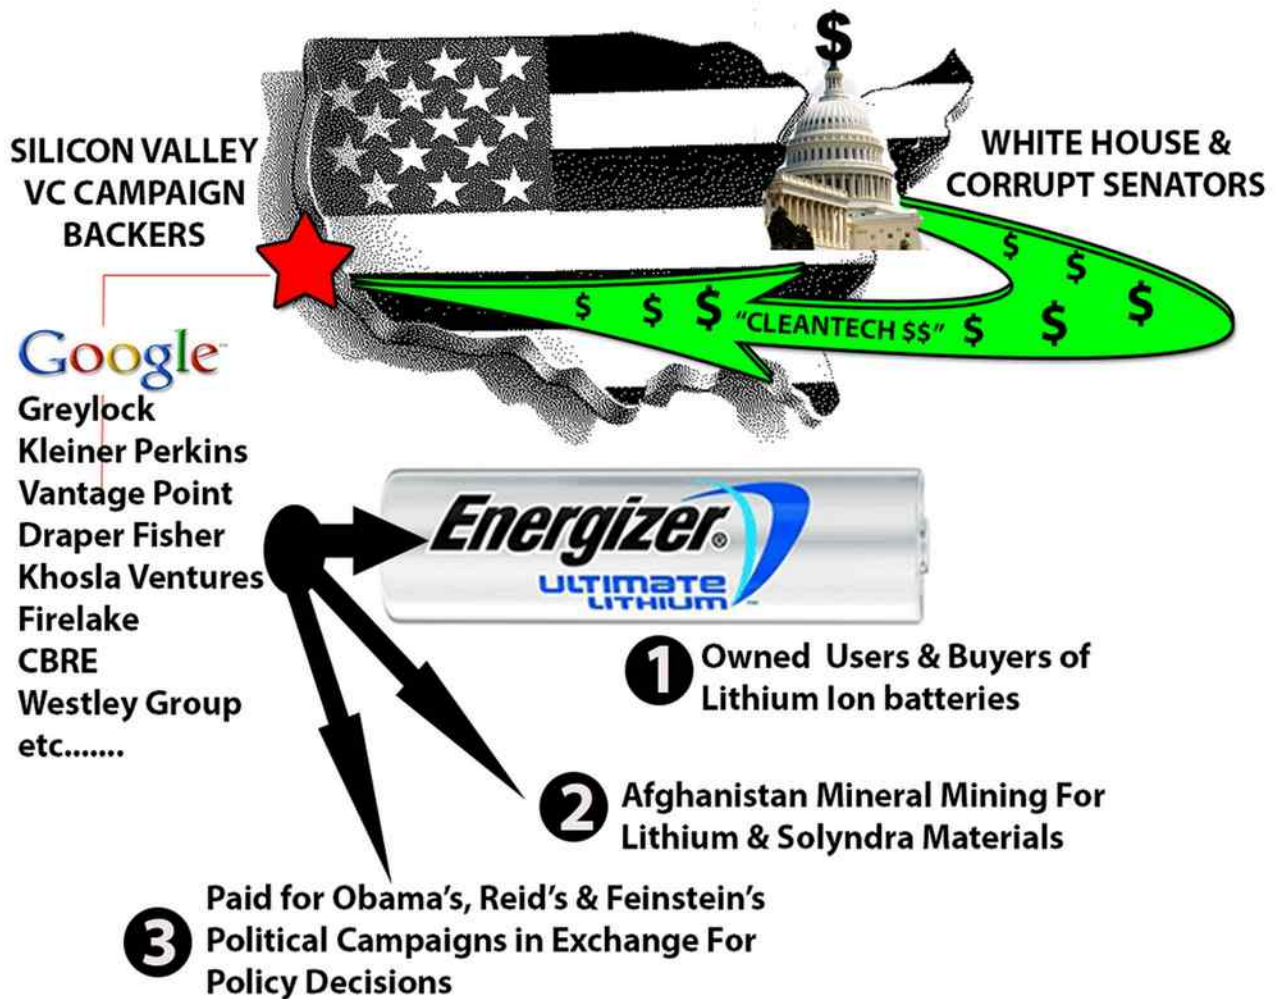 $
SILICON VALLEY
VC CAMPAIGN
BACKERS
WHITE HOUSE &
CORRUPT SENATORS
$ $ $ "CLEANTECH $$" $ $ $ $ $
Google™
Greylock
Kleiner Perkins
Vantage Point
Draper Fisher
Khosla Ventures
Firelake
CBRE
Westley Group
etc.......
Energizer®
ULTIMATE
LITHIUM™
1 Owned Users & Buyers of
Lithium Ion batteries
2 Afghanistan Mineral Mining For
Lithium & Solyndra Materials
3 Paid for Obama's, Reid's & Feinstein's
Political Campaigns in Exchange For
Policy Decisions